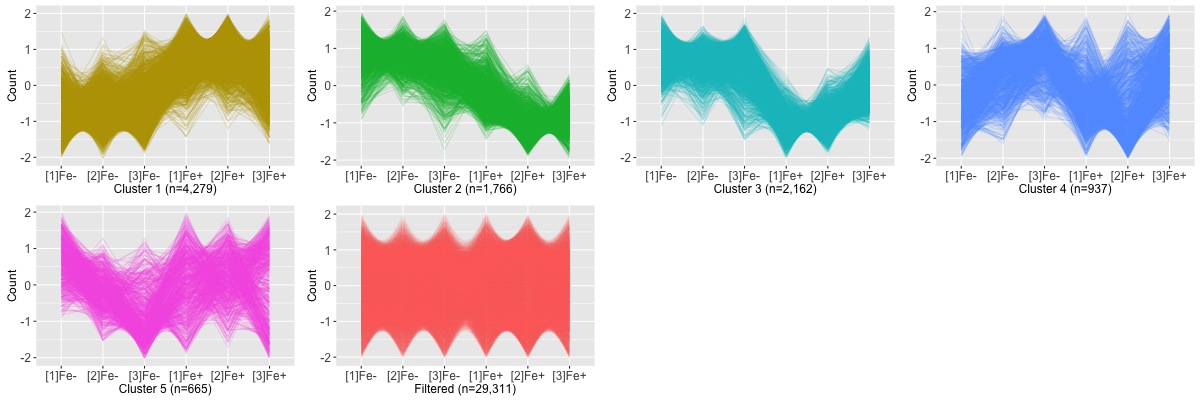 2
1
0
-1
-2
Count
[1]Fe- [2]Fe- [3]Fe- [1]Fe+ [2]Fe+ [3]Fe+
Cluster 1 (n=4,279)
2
1
0
-1
-2
Count
[1]Fe- [2]Fe- [3]Fe- [1]Fe+ [2]Fe+ [3]Fe+
Cluster 2 (n=1,766)
2
1
0
-1
-2
Count
[1]Fe- [2]Fe- [3]Fe- [1]Fe+ [2]Fe+ [3]Fe+
Cluster 3 (n=2,162)
2
1
0
-1
-2
Count
[1]Fe- [2]Fe- [3]Fe- [1]Fe+ [2]Fe+ [3]Fe+
Cluster 4 (n=937)
2
1
0
-1
-2
Count
[1]Fe- [2]Fe- [3]Fe- [1]Fe+ [2]Fe+ [3]Fe+
Cluster 5 (n=665)
2
1
0
-1
-2
Count
[1]Fe- [2]Fe- [3]Fe- [1]Fe+ [2]Fe+ [3]Fe+
Filtered (n=29,311)